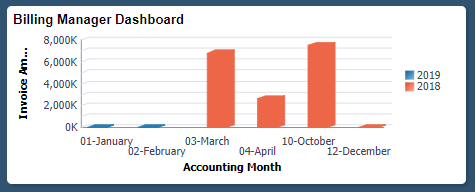 Billing Manager Dashboard
Invoice Am...
8,000K
6,000K
4,000K
2,000K
0K
01-January
02-February
03-March
04-April
10-October
12-December
Accounting Month
2019
2018